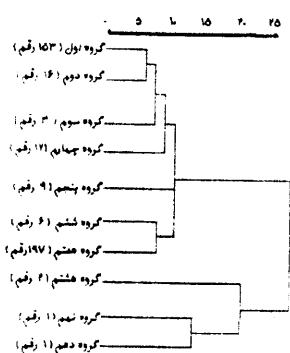 ۰ ۵ ۱۰ ۱۵ ۲۰ ۲۵
گروه اول (۱۵۳ رقم)
گروه دوم (۱۶ رقم)
گروه سوم (۳ رقم)
گروه چهارم (۱۲ رقم)
گروه پنجم (۹ رقم)
گروه ششم (۶ رقم)
گروه هفتم (۱۹۷ رقم)
گروه هشتم (۲ رقم)
گروه نهم (۱ رقم)
گروه دهم (۱ رقم)